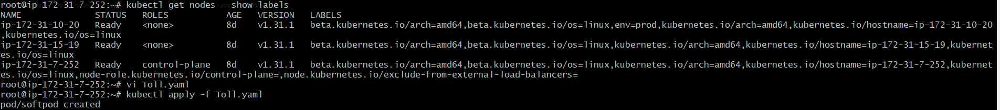 root@ip-172-31-7-252:~# kubectl get nodes --show-labels
NAME STATUS ROLES AGE VERSION LABELS
ip-172-31-10-20 Ready <none> 8d v1.31.1 beta.kubernetes.io/arch=amd64,beta.kubernetes.io/os=linux,env=prod,kubernetes.io/arch=amd64,kubernetes.io/hostname=ip-172-31-10-20
,kubernetes.io/os=linux
ip-172-31-15-19 Ready <none> 8d v1.31.1 beta.kubernetes.io/arch=amd64,beta.kubernetes.io/os=linux,kubernetes.io/arch=amd64,kubernetes.io/hostname=ip-172-31-15-19,kubernet
es.io/os=linux
ip-172-31-7-252 Ready control-plane 8d v1.31.1 beta.kubernetes.io/arch=amd64,beta.kubernetes.io/os=linux,kubernetes.io/arch=amd64,kubernetes.io/hostname=ip-172-31-7-252,kubernet
es.io/os=linux,node-role.kubernetes.io/control-plane=,node.kubernetes.io/exclude-from-external-load-balancers=
root@ip-172-31-7-252:~# vi Toll.yaml
root@ip-172-31-7-252:~# kubectl apply -f Toll.yaml
pod/softpod created